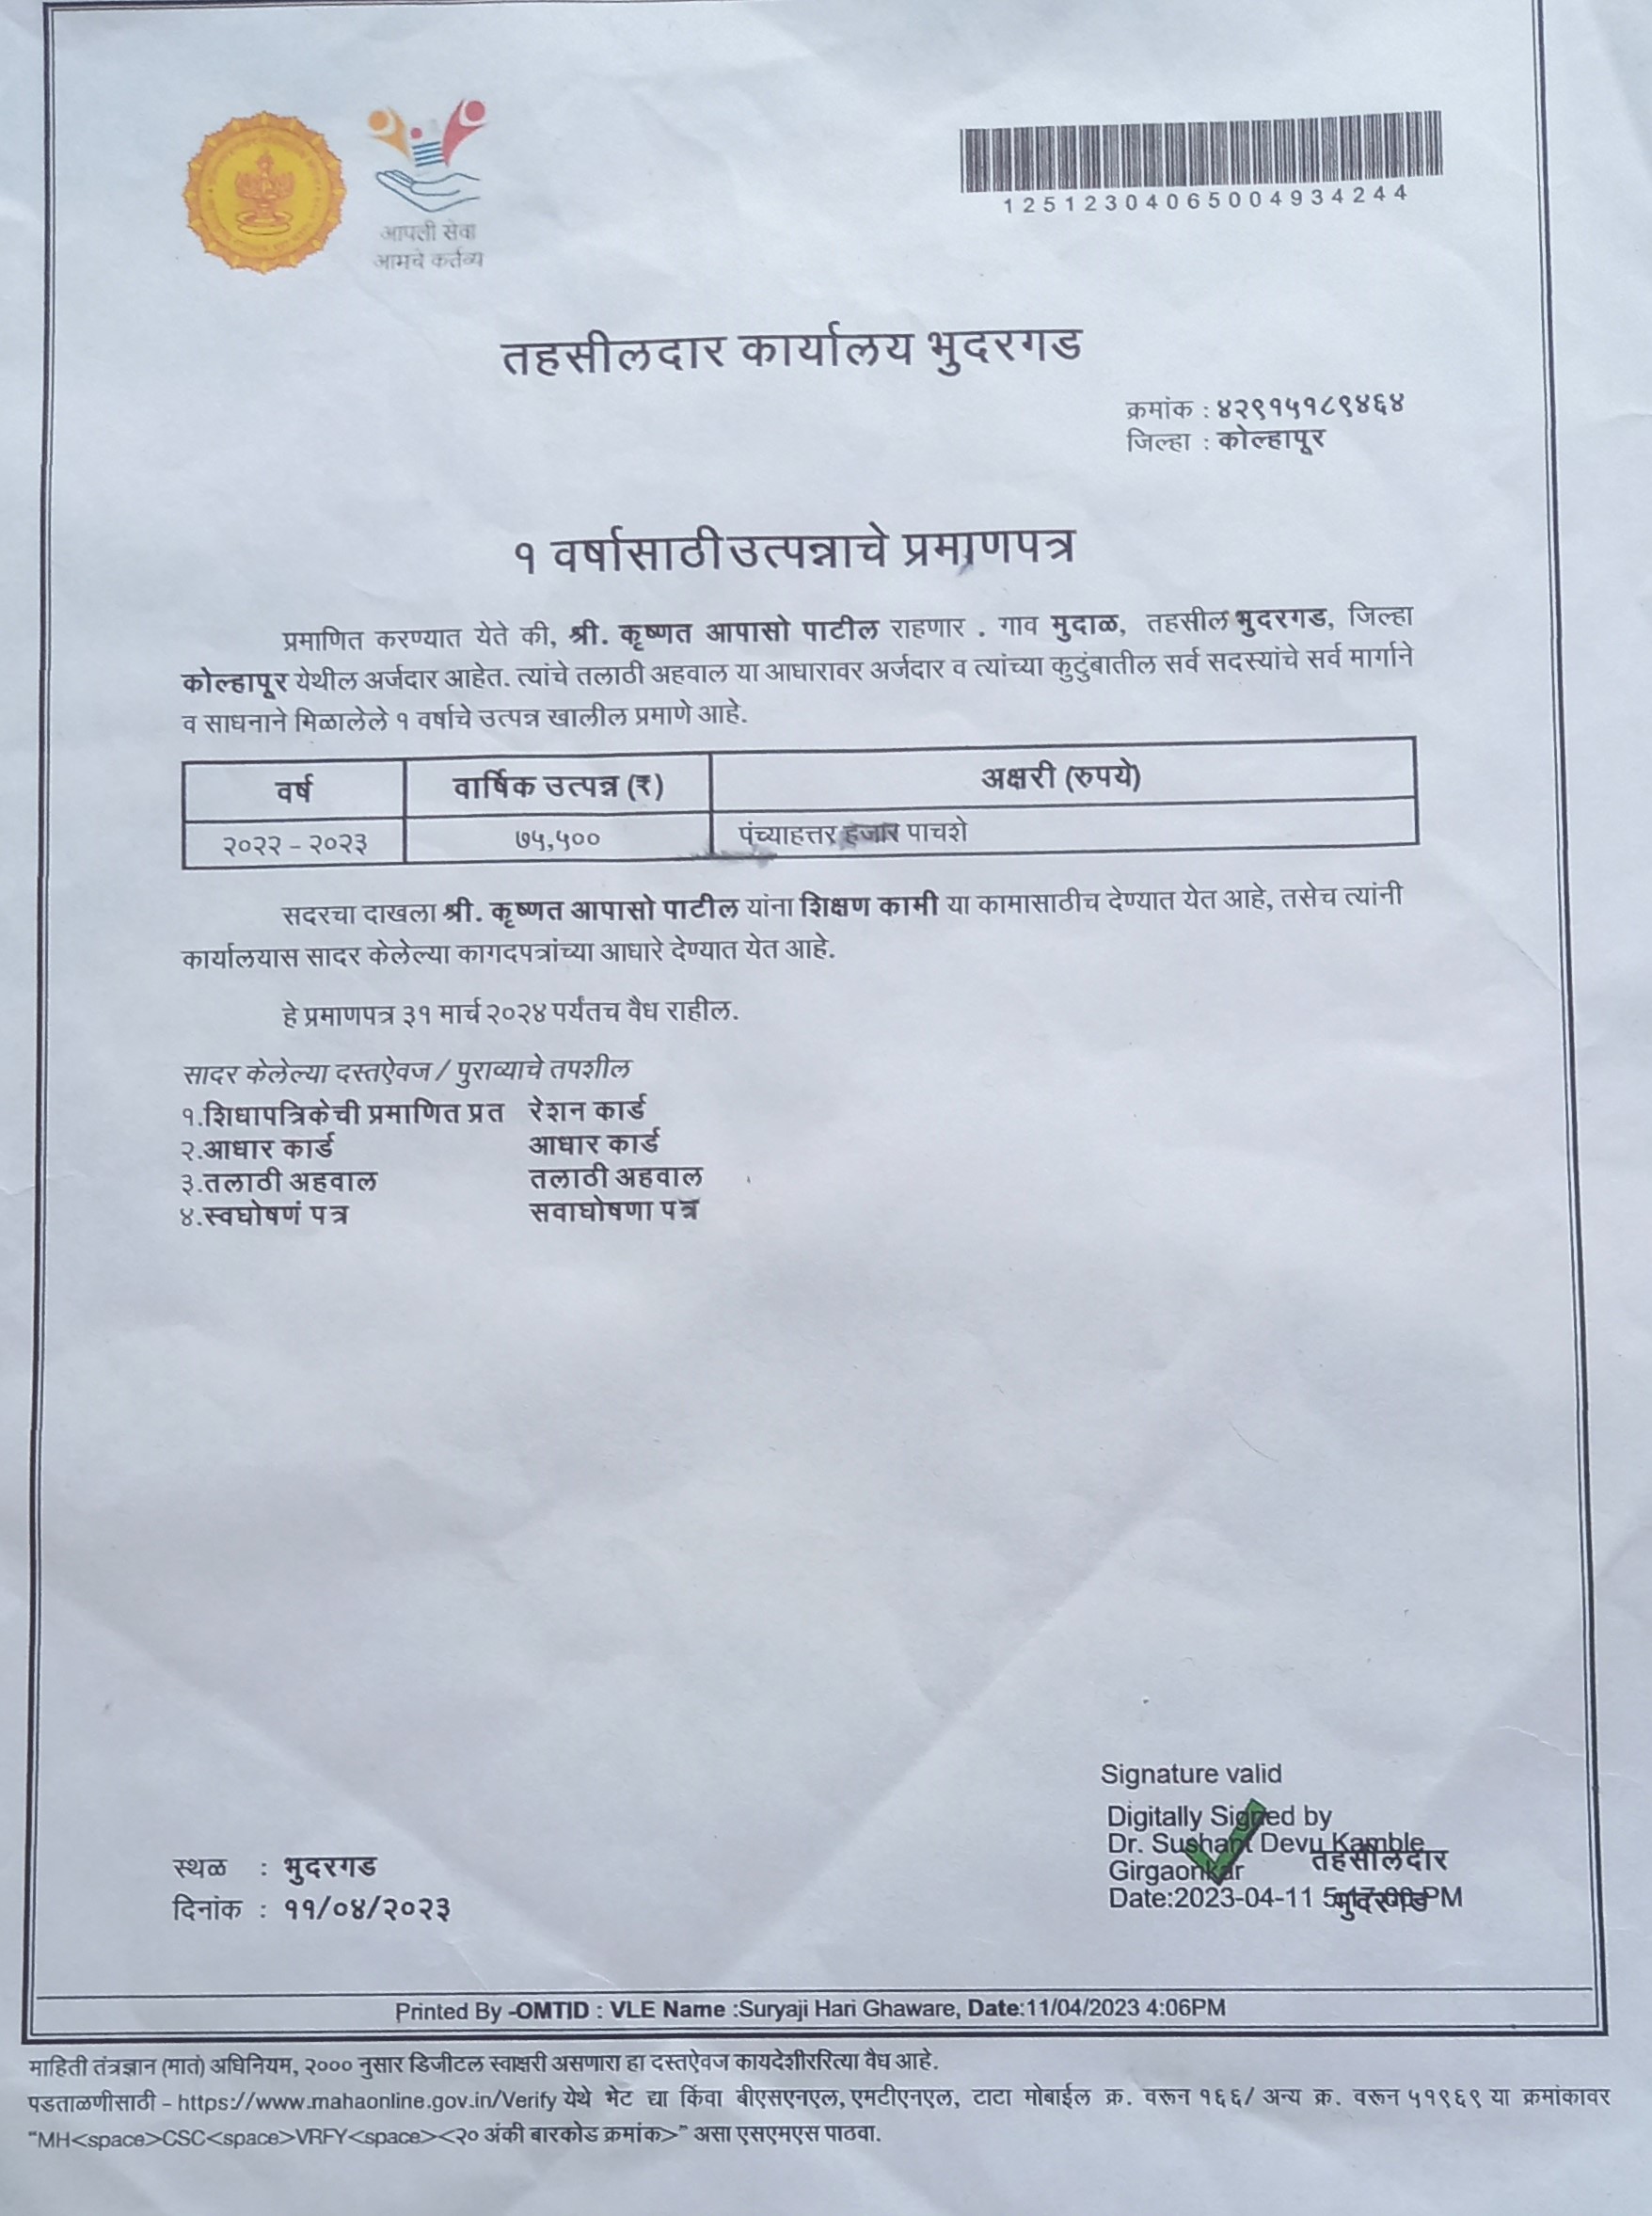 आपली सेवा
आमचे कर्तव्य
12512304065004934244
तहसीलदार कार्यालय भुदरगड
क्रमांक : ४२९१५१८९४६४
जिल्हा : कोल्हापूर
१ वर्षासाठी उत्पन्नाचे प्रमाणपत्र
प्रमाणित करण्यात येते की, श्री. कृष्णत आपासो पाटील राहणार . गाव मुदाळ, तहसील भुदरगड, जिल्हा
कोल्हापूर येथील अर्जदार आहेत. त्यांचे तलाठी अहवाल या आधारावर अर्जदार व त्यांच्या कुटुंबातील सर्व सदस्यांचे सर्व मार्गाने
व साधनाने मिळालेले १ वर्षाचे उत्पन्न खालील प्रमाणे आहे.
वर्ष वार्षिक उत्पन्न (₹) अक्षरी (रुपये)
२०२२ - २०२३ ७५,५०० पंच्याहत्तर हजार पाचशे
सदरचा दाखला श्री. कृष्णत आपासो पाटील यांना शिक्षण कामी या कामासाठीच देण्यात येत आहे, तसेच त्यांनी
कार्यालयास सादर केलेल्या कागदपत्रांच्या आधारे देण्यात येत आहे.
हे प्रमाणपत्र ३१ मार्च २०२४ पर्यंतच वैध राहील.
सादर केलेल्या दस्तऐवज / पुराव्याचे तपशील
१.शिधापत्रिकेची प्रमाणित प्रत रेशन कार्ड
२.आधार कार्ड आधार कार्ड
३.तलाठी अहवाल तलाठी अहवाल
४.स्वघोषणं पत्र सवाघोषणा पत्र
Signature valid
Digitally Signed by
Dr. Sushant Devu Kamble
Girgaonkar
तहसीलदार
Date:2023-04-11 PM
भुदरगड
स्थळ : भुदरगड
दिनांक : ११/०४/२०२३
Printed By -OMTID : VLE Name :Suryaji Hari Ghaware, Date:11/04/2023 4:06PM
माहिती तंत्रज्ञान (मातं) अधिनियम, २००० नुसार डिजीटल स्वाक्षरी असणारा हा दस्तऐवज कायदेशीररित्या वैध आहे.
पडताळणीसाठी - https://www.mahaonline.gov.in/Verify येथे भेट द्या किंवा बीएसएनएल, एमटीएनएल, टाटा मोबाईल क्र. वरून १६६/ अन्य क्र. वरून ५१९६९ या क्रमांकावर
"MH<space>CSC<space>VRFY<space><२० अंकी बारकोड क्रमांक>" असा एसएमएस पाठवा.